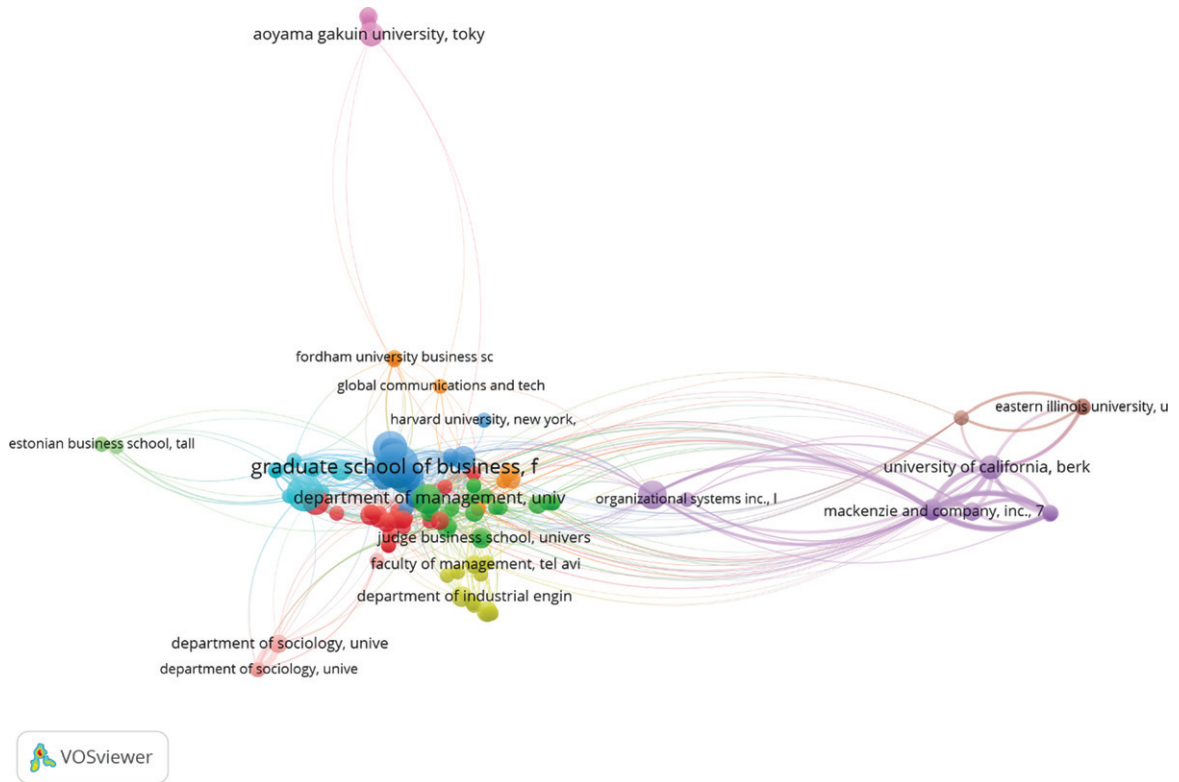 aoyama gakuin university, toky
fordham university business sc
global communications and tech
harvard university, new york,
eastern illinois university, u
estonian business school, tall
graduate school of business, f
university of california, berk
department of management, univ
organizational systems inc., l
mackenzie and company, inc., 7
judge business school, univers
faculty of management, tel avi
department of industrial engin
department of sociology, unive
department of sociology, unive
VOSviewer